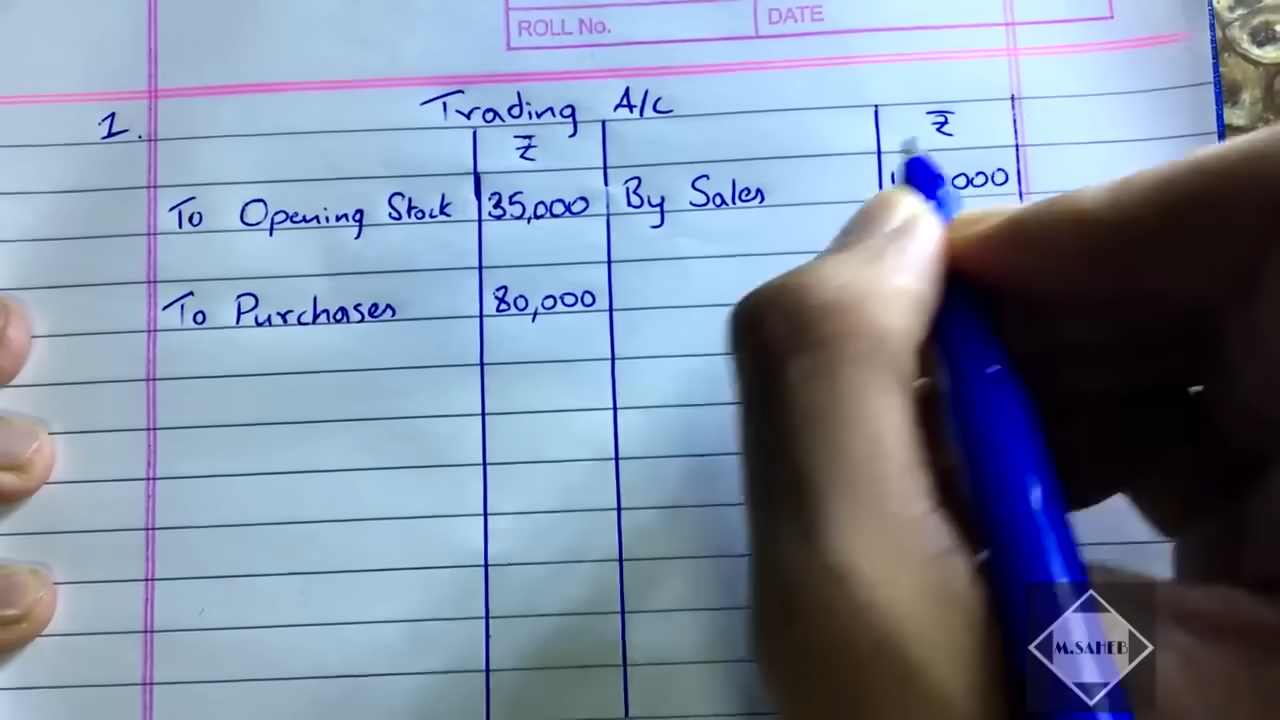 ROLL No. DATE
1. Trading A/C
₹ ₹
To Opening Stock 35,000 By Sales 000
To Purchases 80,000
M.SAHEB